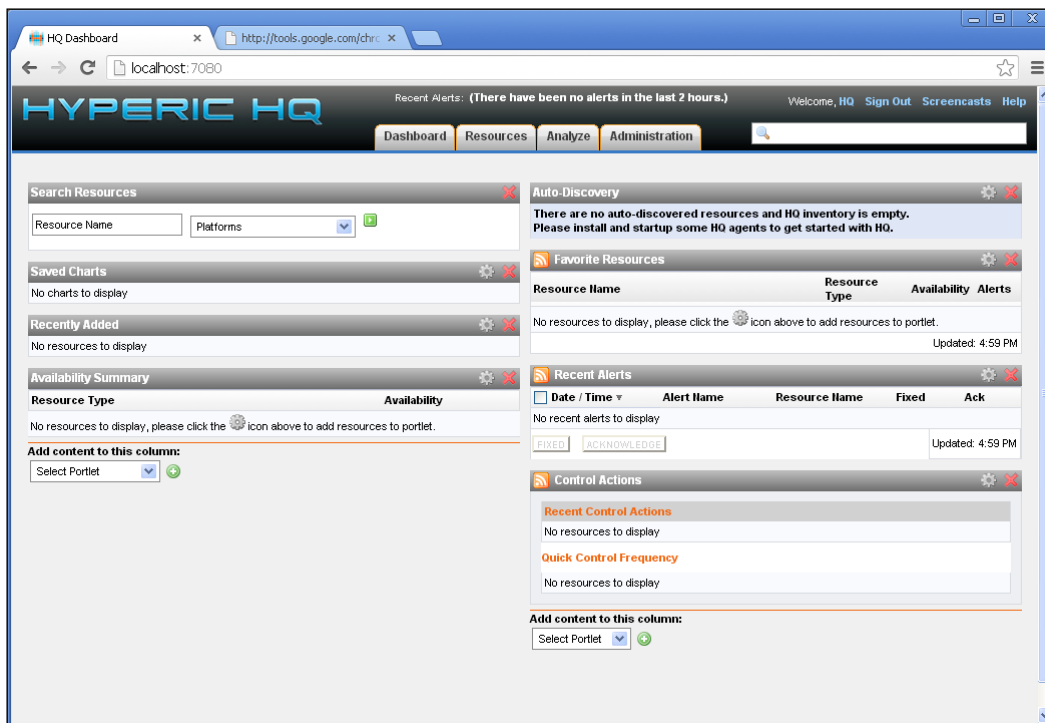 HQ Dashboard
http://tools.google.com/chrc
localhost:7080
HYPERIC HQ
Recent Alerts: (There have been no alerts in the last 2 hours.)
Welcome, HQ Sign Out Screencasts Help
Dashboard Resources Analyze Administration
Search Resources
Resource Name
Platforms
Saved Charts
No charts to display
Recently Added
No resources to display
Availability Summary
Resource Type Availability
No resources to display, please click the icon above to add resources to portlet.
Add content to this column:
Select Portlet
Auto-Discovery
There are no auto-discovered resources and HQ inventory is empty.
Please install and startup some HQ agents to get started with HQ.
Favorite Resources
Resource Name Resource Type Availability Alerts
No resources to display, please click the icon above to add resources to portlet.
Updated: 4:59 PM
Recent Alerts
Date / Time Alert Name Resource Name Fixed Ack
No recent alerts to display
FIXED ACKNOWLEDGE Updated: 4:59 PM
Control Actions
Recent Control Actions
No resources to display
Quick Control Frequency
No resources to display
Add content to this column:
Select Portlet